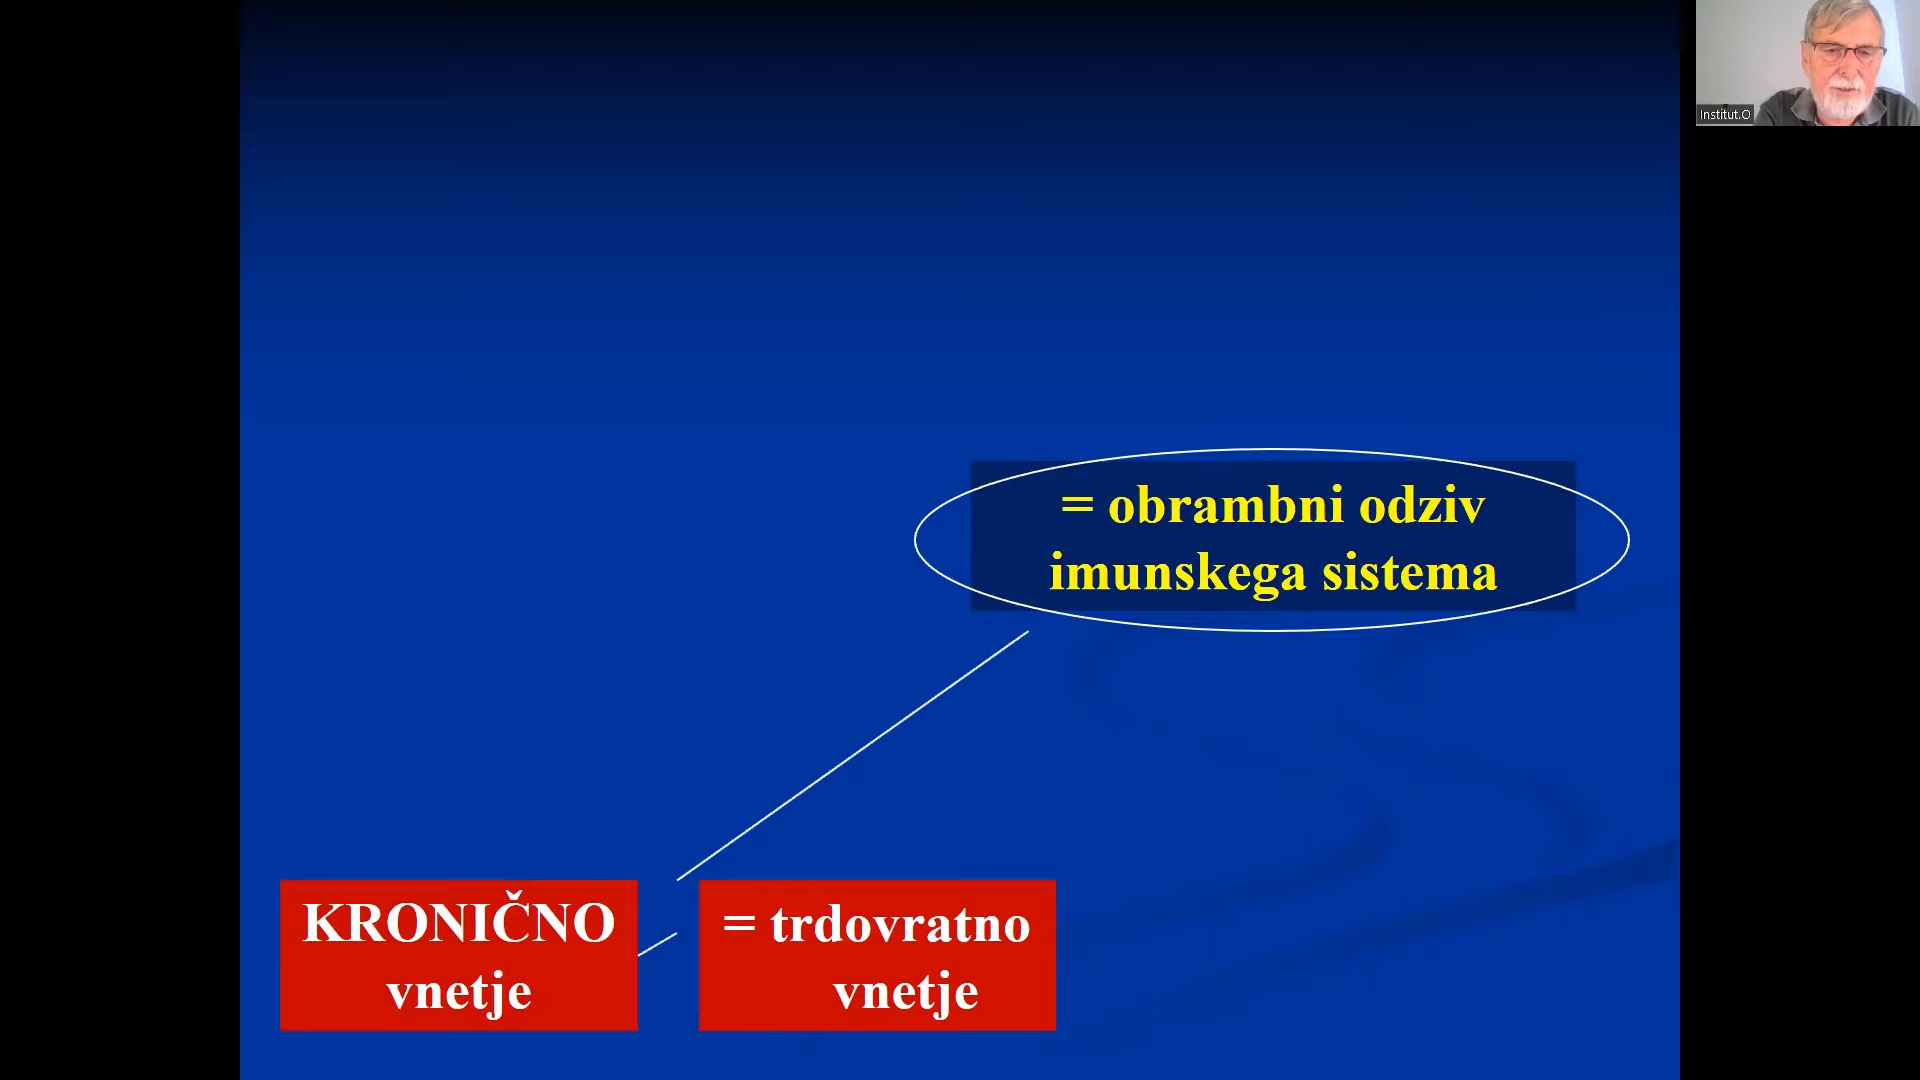 Institut.O
= obrambni odziv
imunskega sistema
KRONIČNO
vnetje
= trdovratno
vnetje